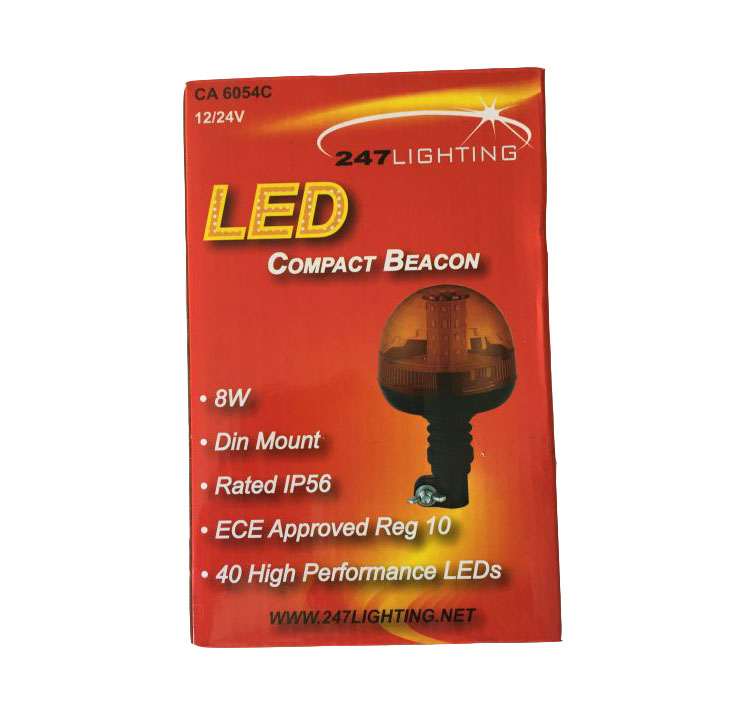 CA 6054C
12/24V
247LIGHTING
LED
COMPACT BEACON
• 8W
• Din Mount
• Rated IP56
• ECE Approved Reg 10
• 40 High Performance LEDs
WWW.247LIGHTING.NET